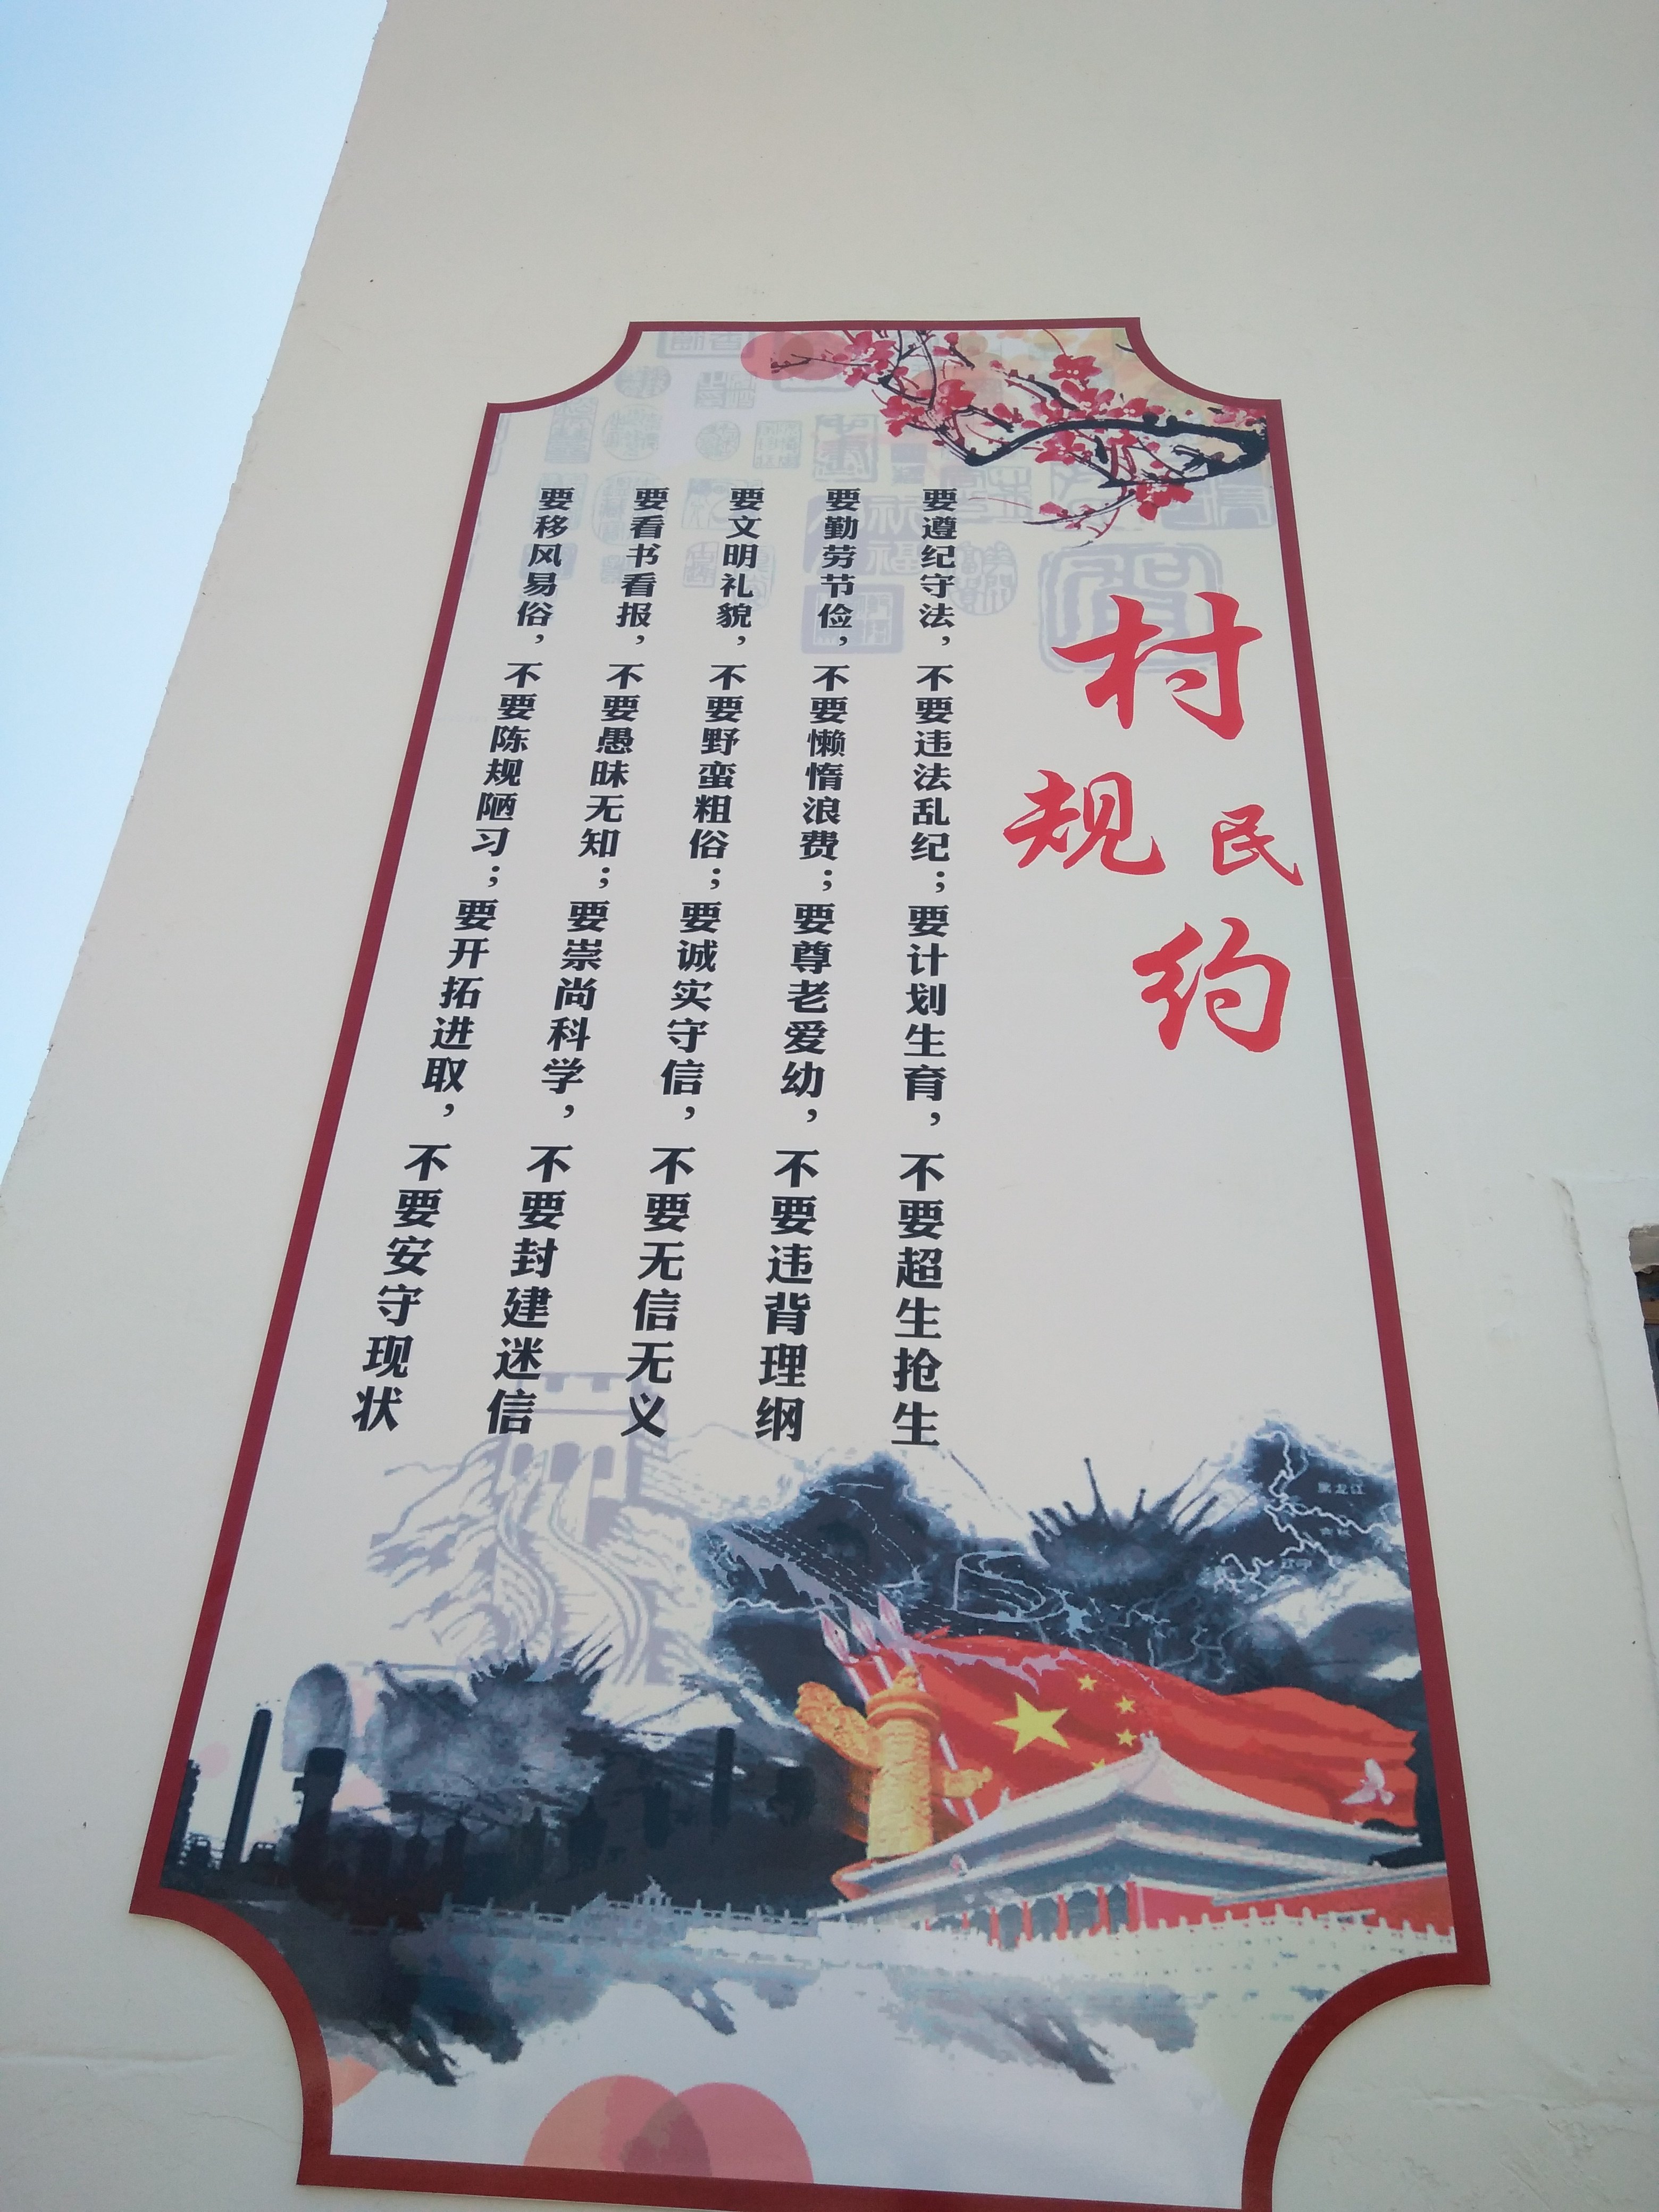 村规民约
要遵纪守法，不要违法乱纪；要计划生育，不要超生抢生
要勤劳节俭，不要懒惰浪费；要尊老爱幼，不要违背理纲
要文明礼貌，不要野蛮粗俗；要诚实守信，不要无信无义
要看书看报，不要愚昧无知；要崇尚科学，不要封建迷信
要移风易俗，不要陈规陋习；要开拓进取，不要安守现状
黑龙江